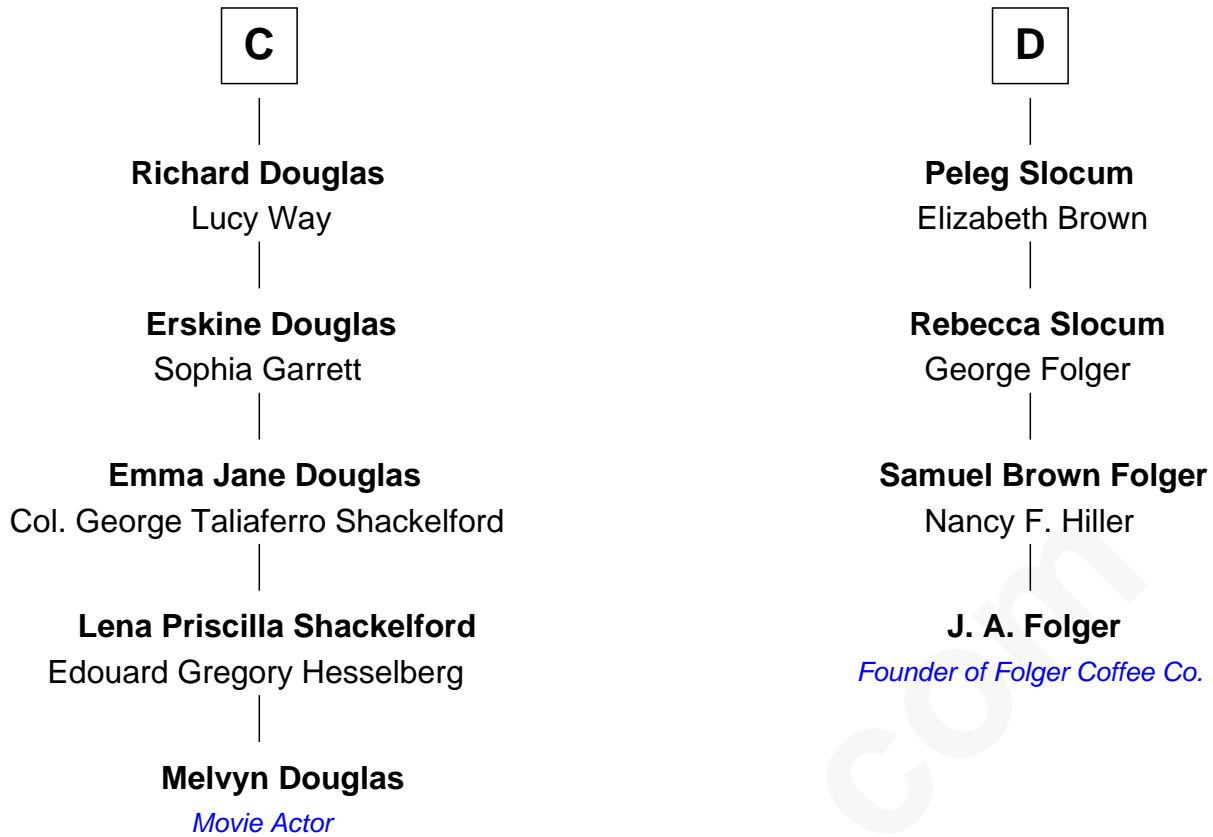 C
Richard Douglas
Lucy Way
Erskine Douglas
Sophia Garrett
Emma Jane Douglas
Col. George Taliaferro Shackelford
Lena Priscilla Shackelford
Edouard Gregory Hesselberg
Melvyn Douglas
Movie Actor
D
Peleg Slocum
Elizabeth Brown
Rebecca Slocum
George Folger
Samuel Brown Folger
Nancy F. Hiller
J. A. Folger
Founder of Folger Coffee Co.
com